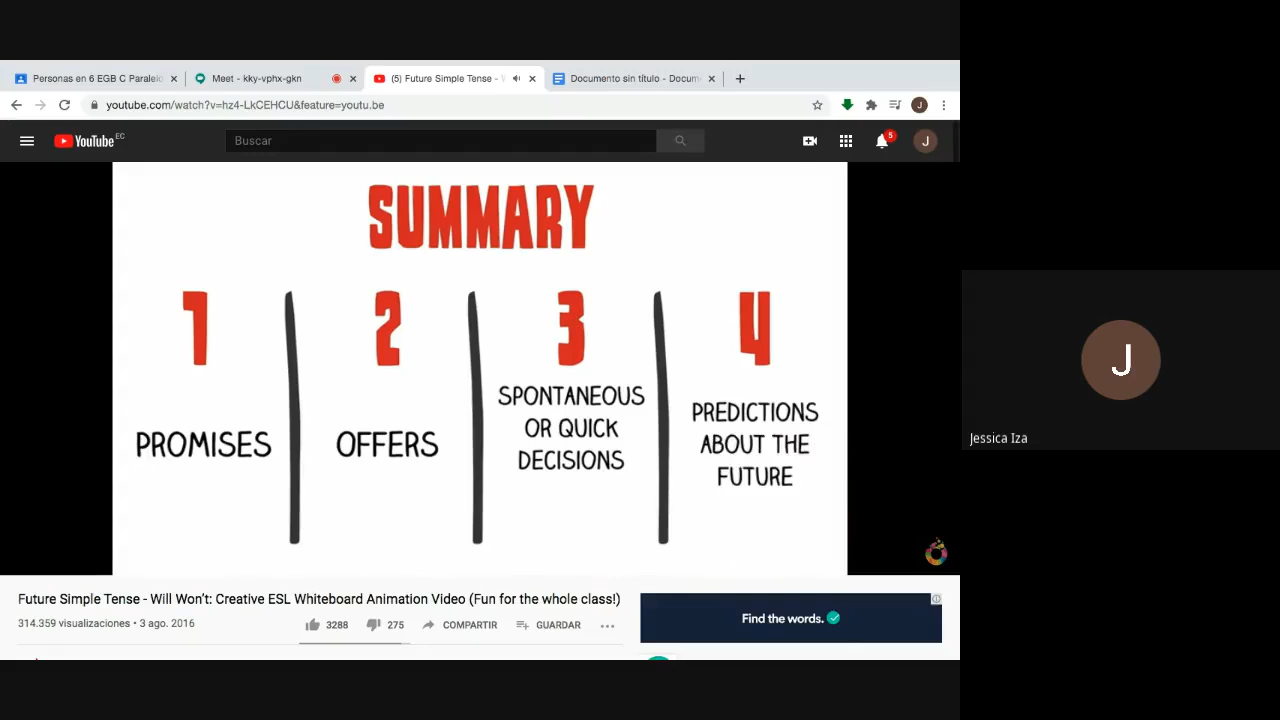 Personas en 6 EGB C Paralelo
Meet - kky-vphx-gkn
(5) Future Simple Tense - W
Documento sin título - Docum
youtube.com/watch?v=hz4-LkCEHCU&feature=youtu.be
J
YouTube EC
Buscar
5
J
SUMMARY
1
PROMISES
2
OFFERS
3
SPONTANEOUS
OR QUICK
DECISIONS
4
PREDICTIONS
ABOUT THE
FUTURE
Future Simple Tense - Will Won't: Creative ESL Whiteboard Animation Video (Fun for the whole class!)
314.359 visualizaciones • 3 ago. 2016
3288
275
COMPARTIR
GUARDAR
Find the words.
J
Jessica Iza